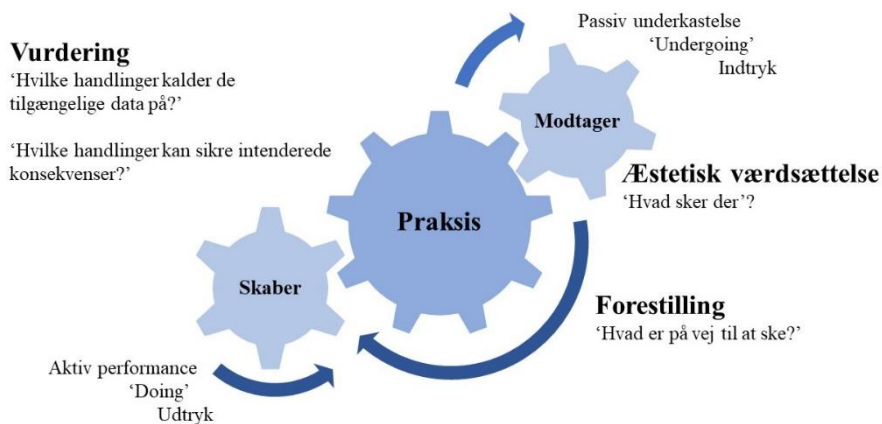 Vurdering
'Hvilke handlinger kalder de
tilgængelige data på?'
'Hvilke handlinger kan sikre intenderede
konsekvenser?'
Passiv underkastelse
'Undergoing'
Indtryk
Modtager
Æstetisk værdsættelse
'Hvad sker der'?
Praksis
Skaber
Forestilling
'Hvad er på vej til at ske?'
Aktiv performance
'Doing'
Udtryk